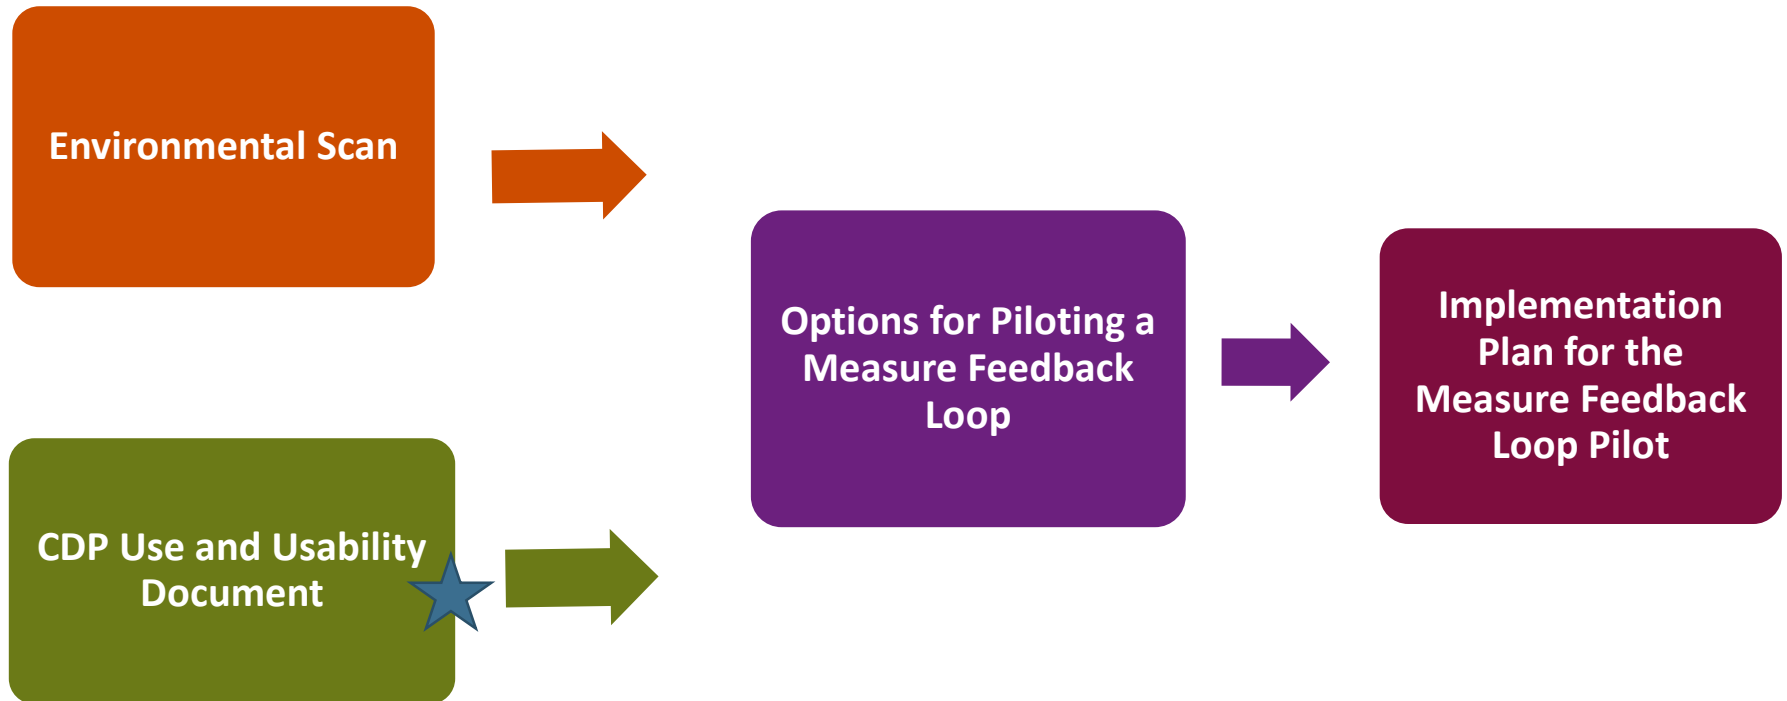 Environmental Scan
CDP Use and Usability
Document
Options for Piloting a
Measure Feedback
Loop
Implementation
Plan for the
Measure Feedback
Loop Pilot